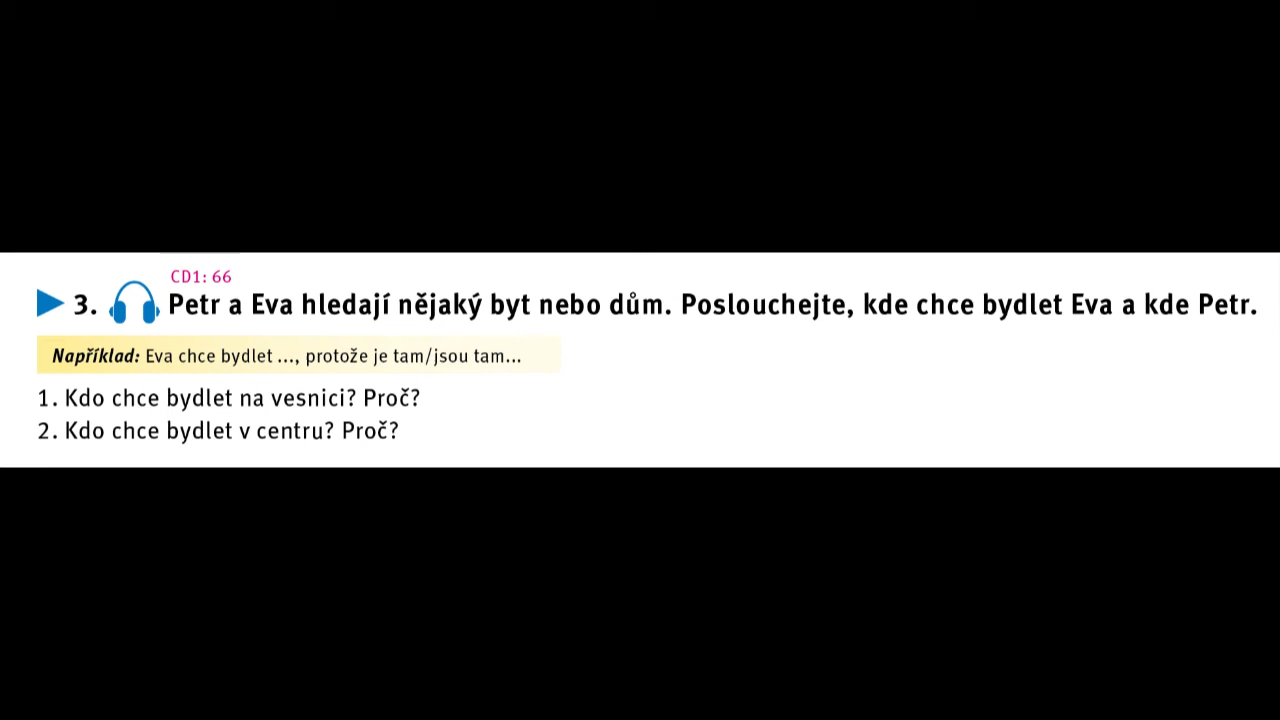 CD1: 66
3. Petr a Eva hledají nějaký byt nebo dům. Poslouchejte, kde chce bydlet Eva a kde Petr.
Například: Eva chce bydlet ..., protože je tam/jsou tam...
1. Kdo chce bydlet na vesnici? Proč?
2. Kdo chce bydlet v centru? Proč?